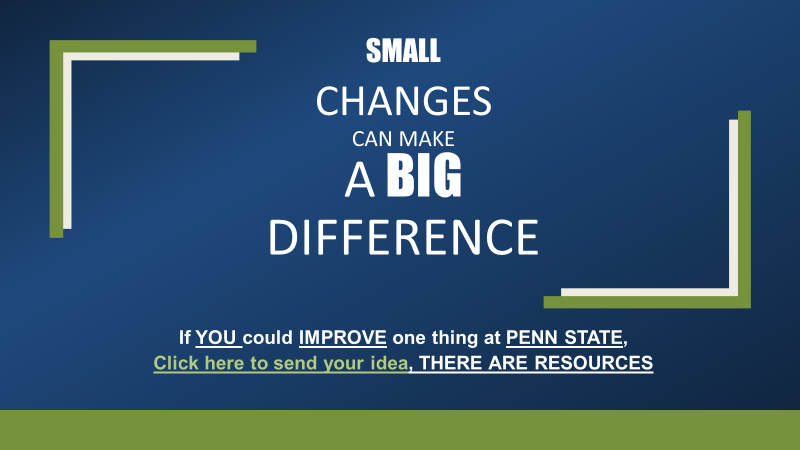 SMALL
CHANGES
CAN MAKE
A BIG
DIFFERENCE
If YOU could IMPROVE one thing at PENN STATE,
Click here to send your idea, THERE ARE RESOURCES